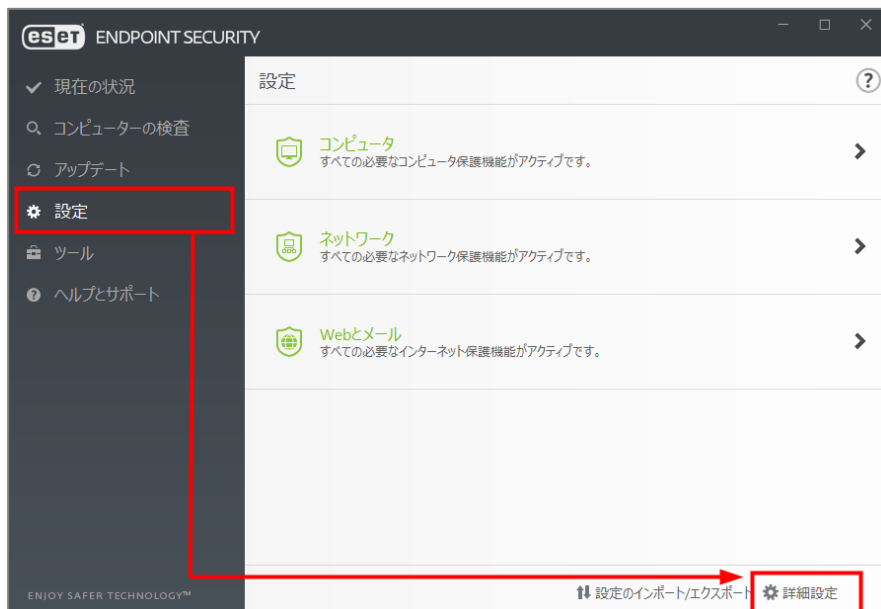 eset ENDPOINT SECURITY
現在の状況
コンピューターの検査
アップデート
設定
ツール
ヘルプとサポート
ENJOY SAFER TECHNOLOGY™
設定
?
コンピュータ
すべての必要なコンピュータ保護機能がアクティブです。
ネットワーク
すべての必要なネットワーク保護機能がアクティブです。
Webとメール
すべての必要なインターネット保護機能がアクティブです。
設定のインポート/エクスポート
詳細設定